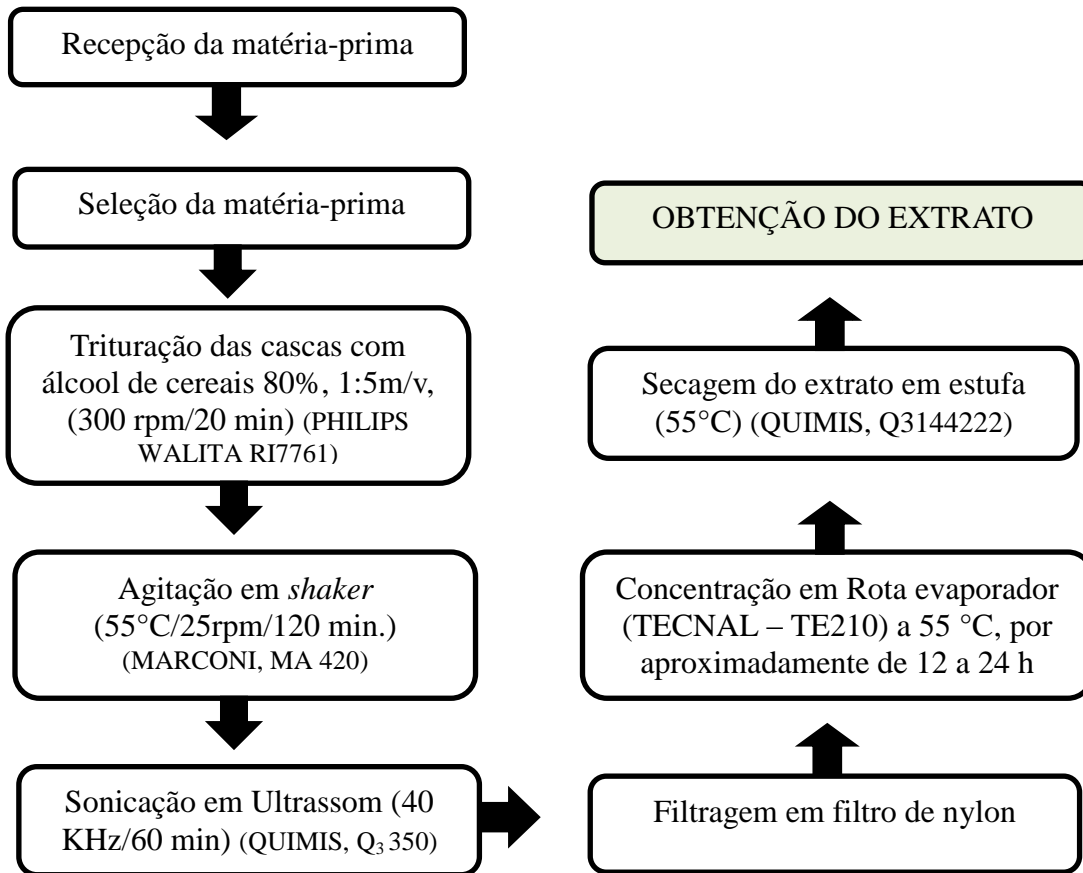 Recepção da matéria-prima
Seleção da matéria-prima
Trituração das cascas com
álcool de cereais 80%, 1:5m/v,
(300 rpm/20 min) (PHILIPS
WALITA RI7761)
Agitação em shaker
(55°C/25rpm/120 min.)
(MARCONI, MA 420)
Sonicação em Ultrassom (40
KHz/60 min) (QUIMIS, Q₃ 350)
Filtragem em filtro de nylon
Concentração em Rota evaporador
(TECNAL – TE210) a 55 °C, por
aproximadamente de 12 a 24 h
Secagem do extrato em estufa
(55°C) (QUIMIS, Q3144222)
OBTENÇÃO DO EXTRATO